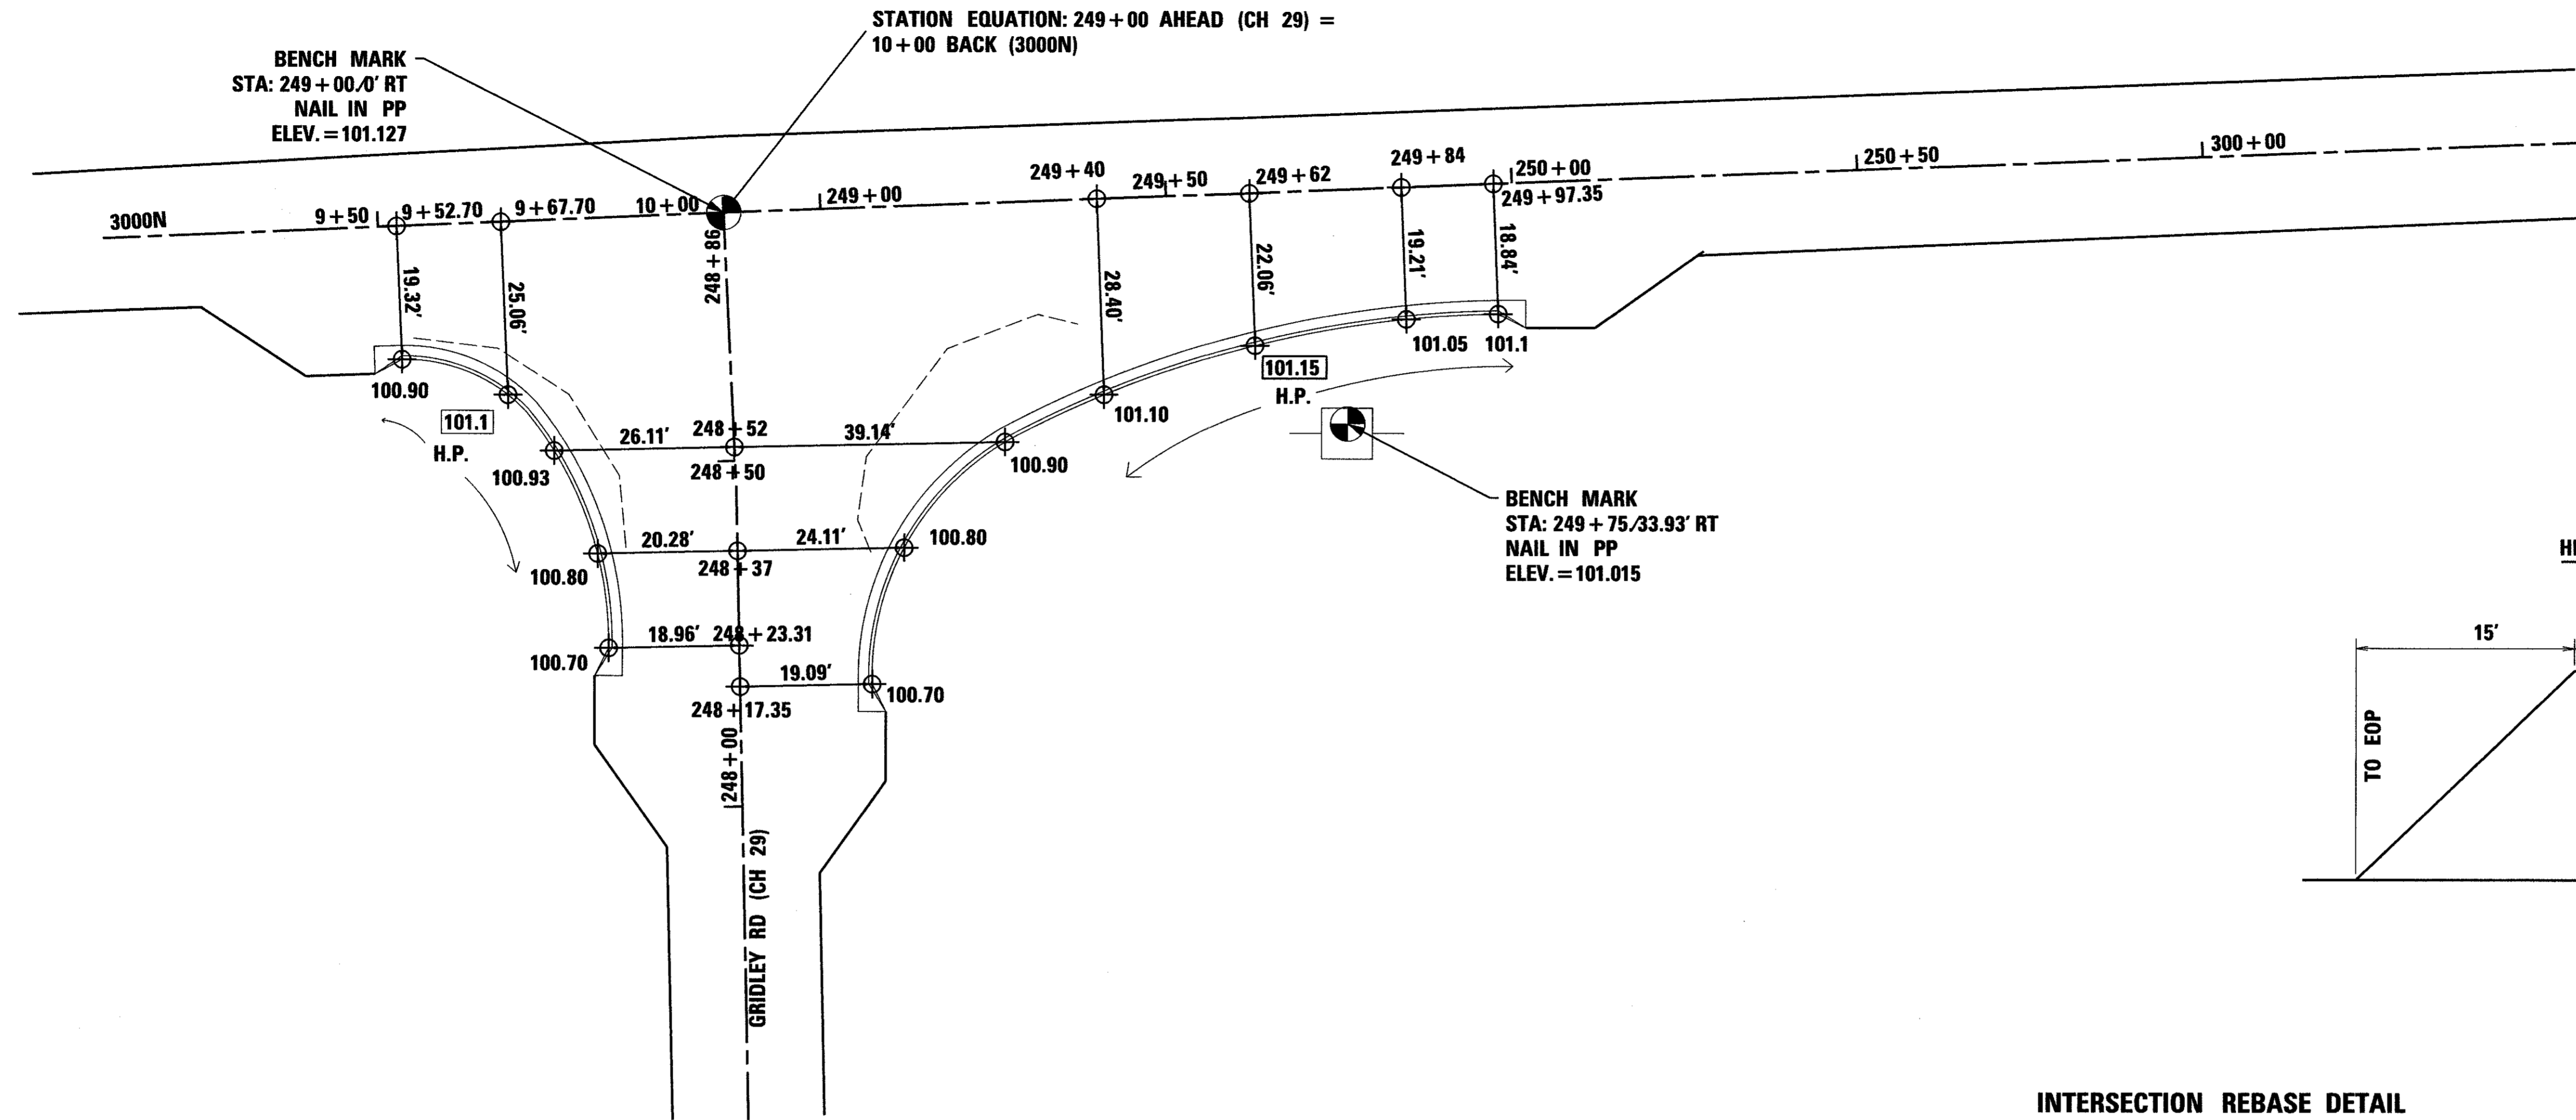 STATION EQUATION: 249+00 AHEAD (CH 29) =
10+00 BACK (3000N)
BENCH MARK
STA: 249+00/0' RT
NAIL IN PP
ELEV. = 101.127
3000N
9+50
9+52.70
9+67.70
10+00
249+00
249+40
249+50
249+62
249+84
250+00
249+97.35
250+50
300+00
248+86
19.32'
25.06'
28.40'
22.06'
19.21'
18.84'
100.90
101.1
H.P.
101.15
H.P.
101.05
101.1
101.10
26.11'
248+52
39.14'
248+50
100.93
100.90
BENCH MARK
STA: 249+75/33.93' RT
NAIL IN PP
ELEV. = 101.015
20.28'
24.11'
100.80
248+37
100.80
18.96'
248+23.31
100.70
19.09'
100.70
248+17.35
248+00
GRIDLEY RD (CH 29)
15'
TO EOP
INTERSECTION REBASE DETAIL